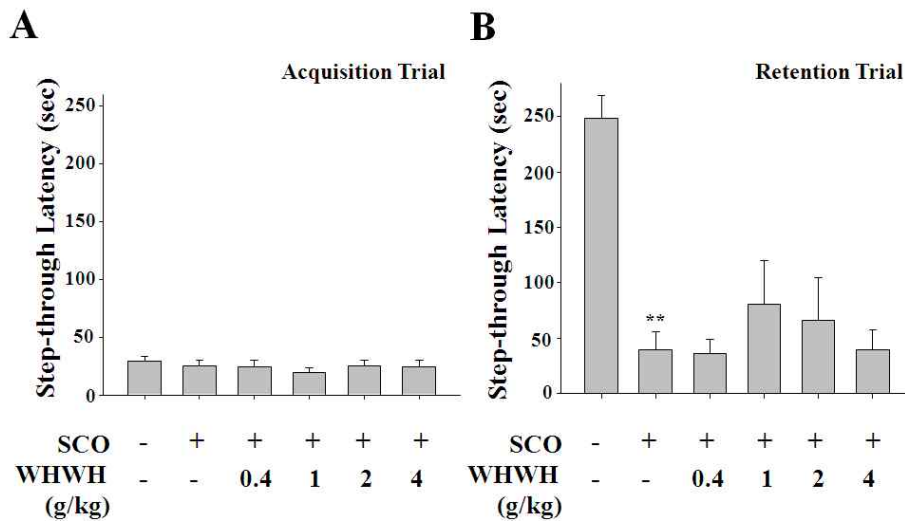 A
Acquisition Trial
Step-through Latency (sec)
250
200
150
100
50
0
SCO - + + + + +
WHWH - - 0.4 1 2 4
(g/kg)
B
Retention Trial
Step-through Latency (sec)
250
200
150
100
50
0
**
SCO - + + + + +
WHWH - - 0.4 1 2 4
(g/kg)